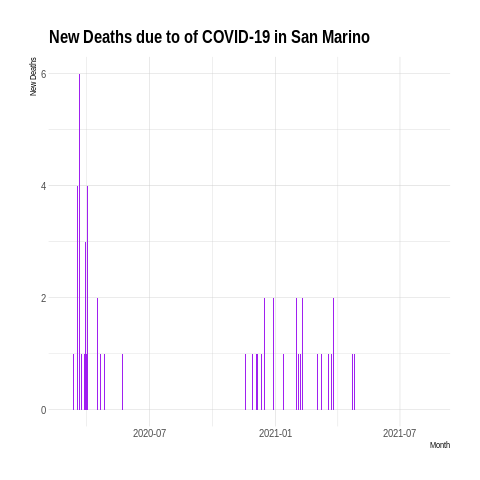 New Deaths due to of COVID-19 in San Marino
New Deaths
6
4
2
0
2020-07
2021-01
2021-07
Month